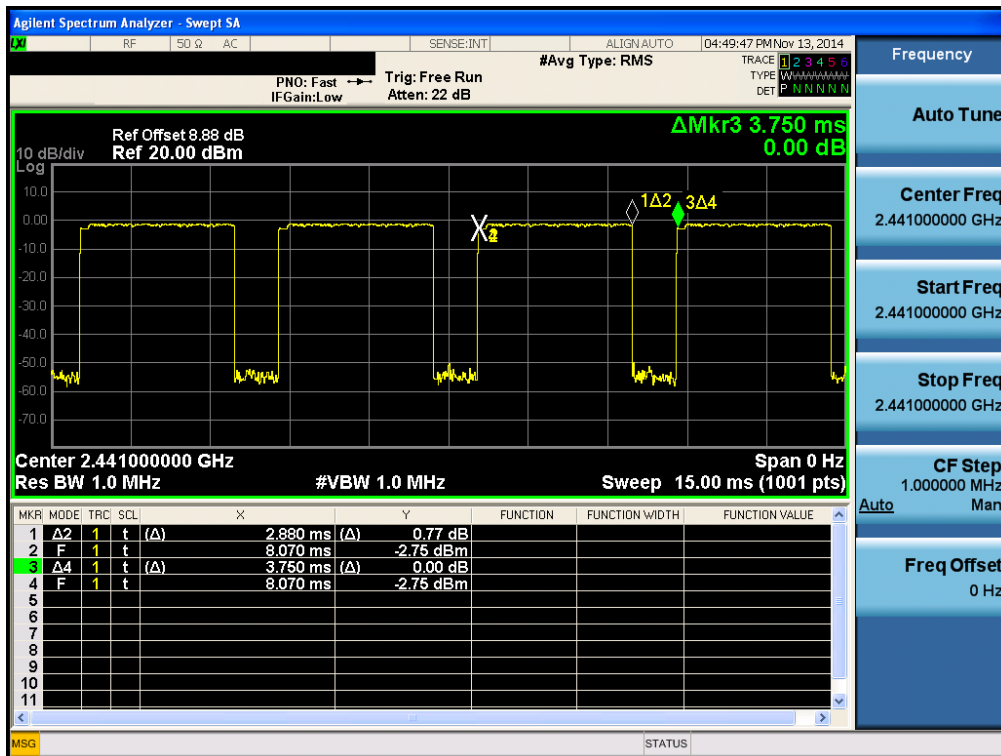 Agilent Spectrum Analyzer - Swept SA
LXI RF 50 Ω AC SENSE:INT ALIGN AUTO 04:49:47 PM Nov 13, 2014
#Avg Type: RMS
TRACE 1 2 3 4 5 6
TYPE W
DET P N N N N N
PNO: Fast
IFGain:Low
Trig: Free Run
Atten: 22 dB
ΔMkr3 3.750 ms
0.00 dB
Ref Offset 8.88 dB
Ref 20.00 dBm
10 dB/div
Log
10.0
0.00
-10.0
-20.0
-30.0
-40.0
-50.0
-60.0
-70.0
1Δ2
3Δ4
Center 2.441000000 GHz
Span 0 Hz
Res BW 1.0 MHz
#VBW 1.0 MHz
Sweep 15.00 ms (1001 pts)
MKR MODE TRC SCL X Y FUNCTION FUNCTION WIDTH FUNCTION VALUE
1 Δ2 1 t (Δ) 2.880 ms (Δ) 0.77 dB
2 F 1 t 8.070 ms -2.75 dBm
3 Δ4 1 t (Δ) 3.750 ms (Δ) 0.00 dB
4 F 1 t 8.070 ms -2.75 dBm
5
6
7
8
9
10
11
MSG
STATUS
Frequency
Auto Tune
Center Freq
2.441000000 GHz
Start Freq
2.441000000 GHz
Stop Freq
2.441000000 GHz
CF Step
1.000000 MHz
Auto Man
Freq Offset
0 Hz